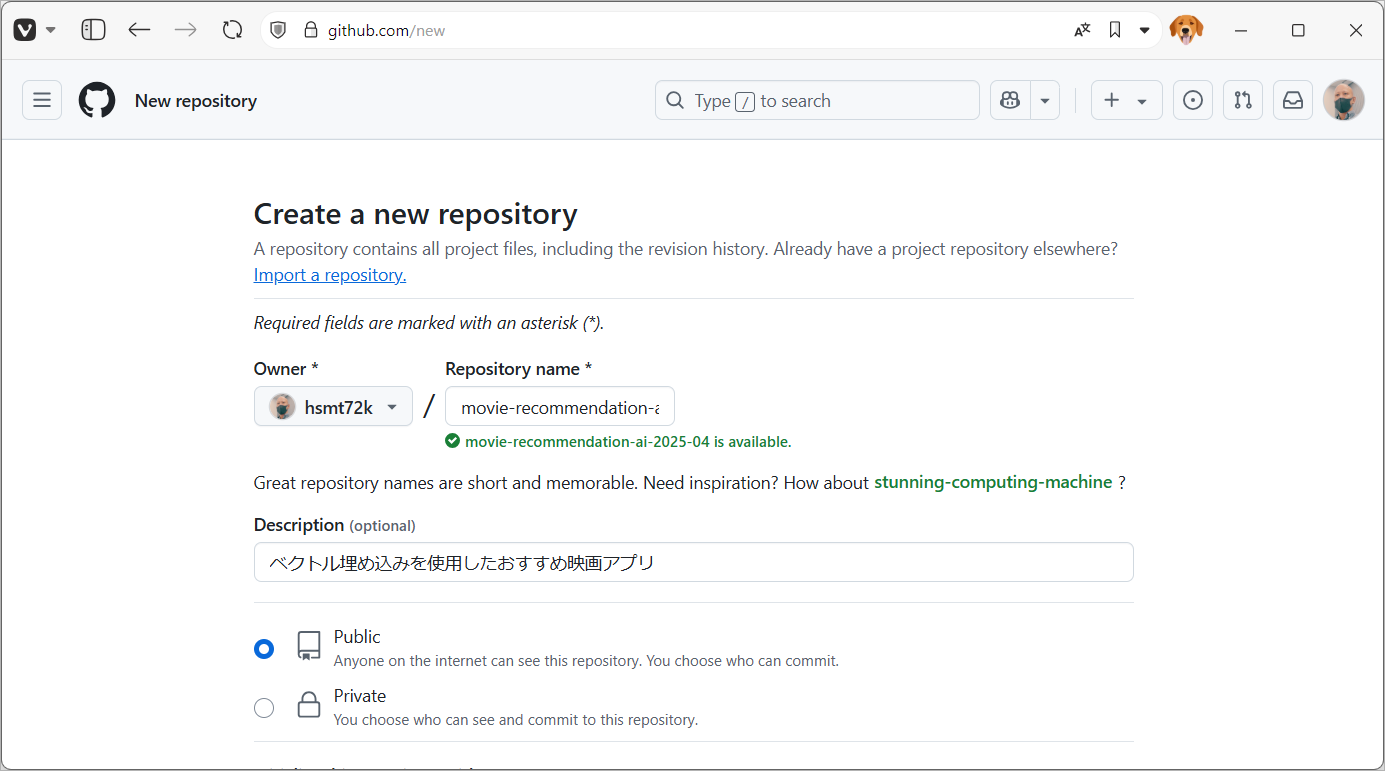 github.com/new
New repository
Type / to search
Create a new repository
A repository contains all project files, including the revision history. Already have a project repository elsewhere?
Import a repository.
Required fields are marked with an asterisk (*).
Owner *
Repository name *
hsmt72k
/
movie-recommendation-a
movie-recommendation-ai-2025-04 is available.
Great repository names are short and memorable. Need inspiration? How about stunning-computing-machine ?
Description (optional)
ベクトル埋め込みを使用したおすすめ映画アプリ
Public
Anyone on the internet can see this repository. You choose who can commit.
Private
You choose who can see and commit to this repository.